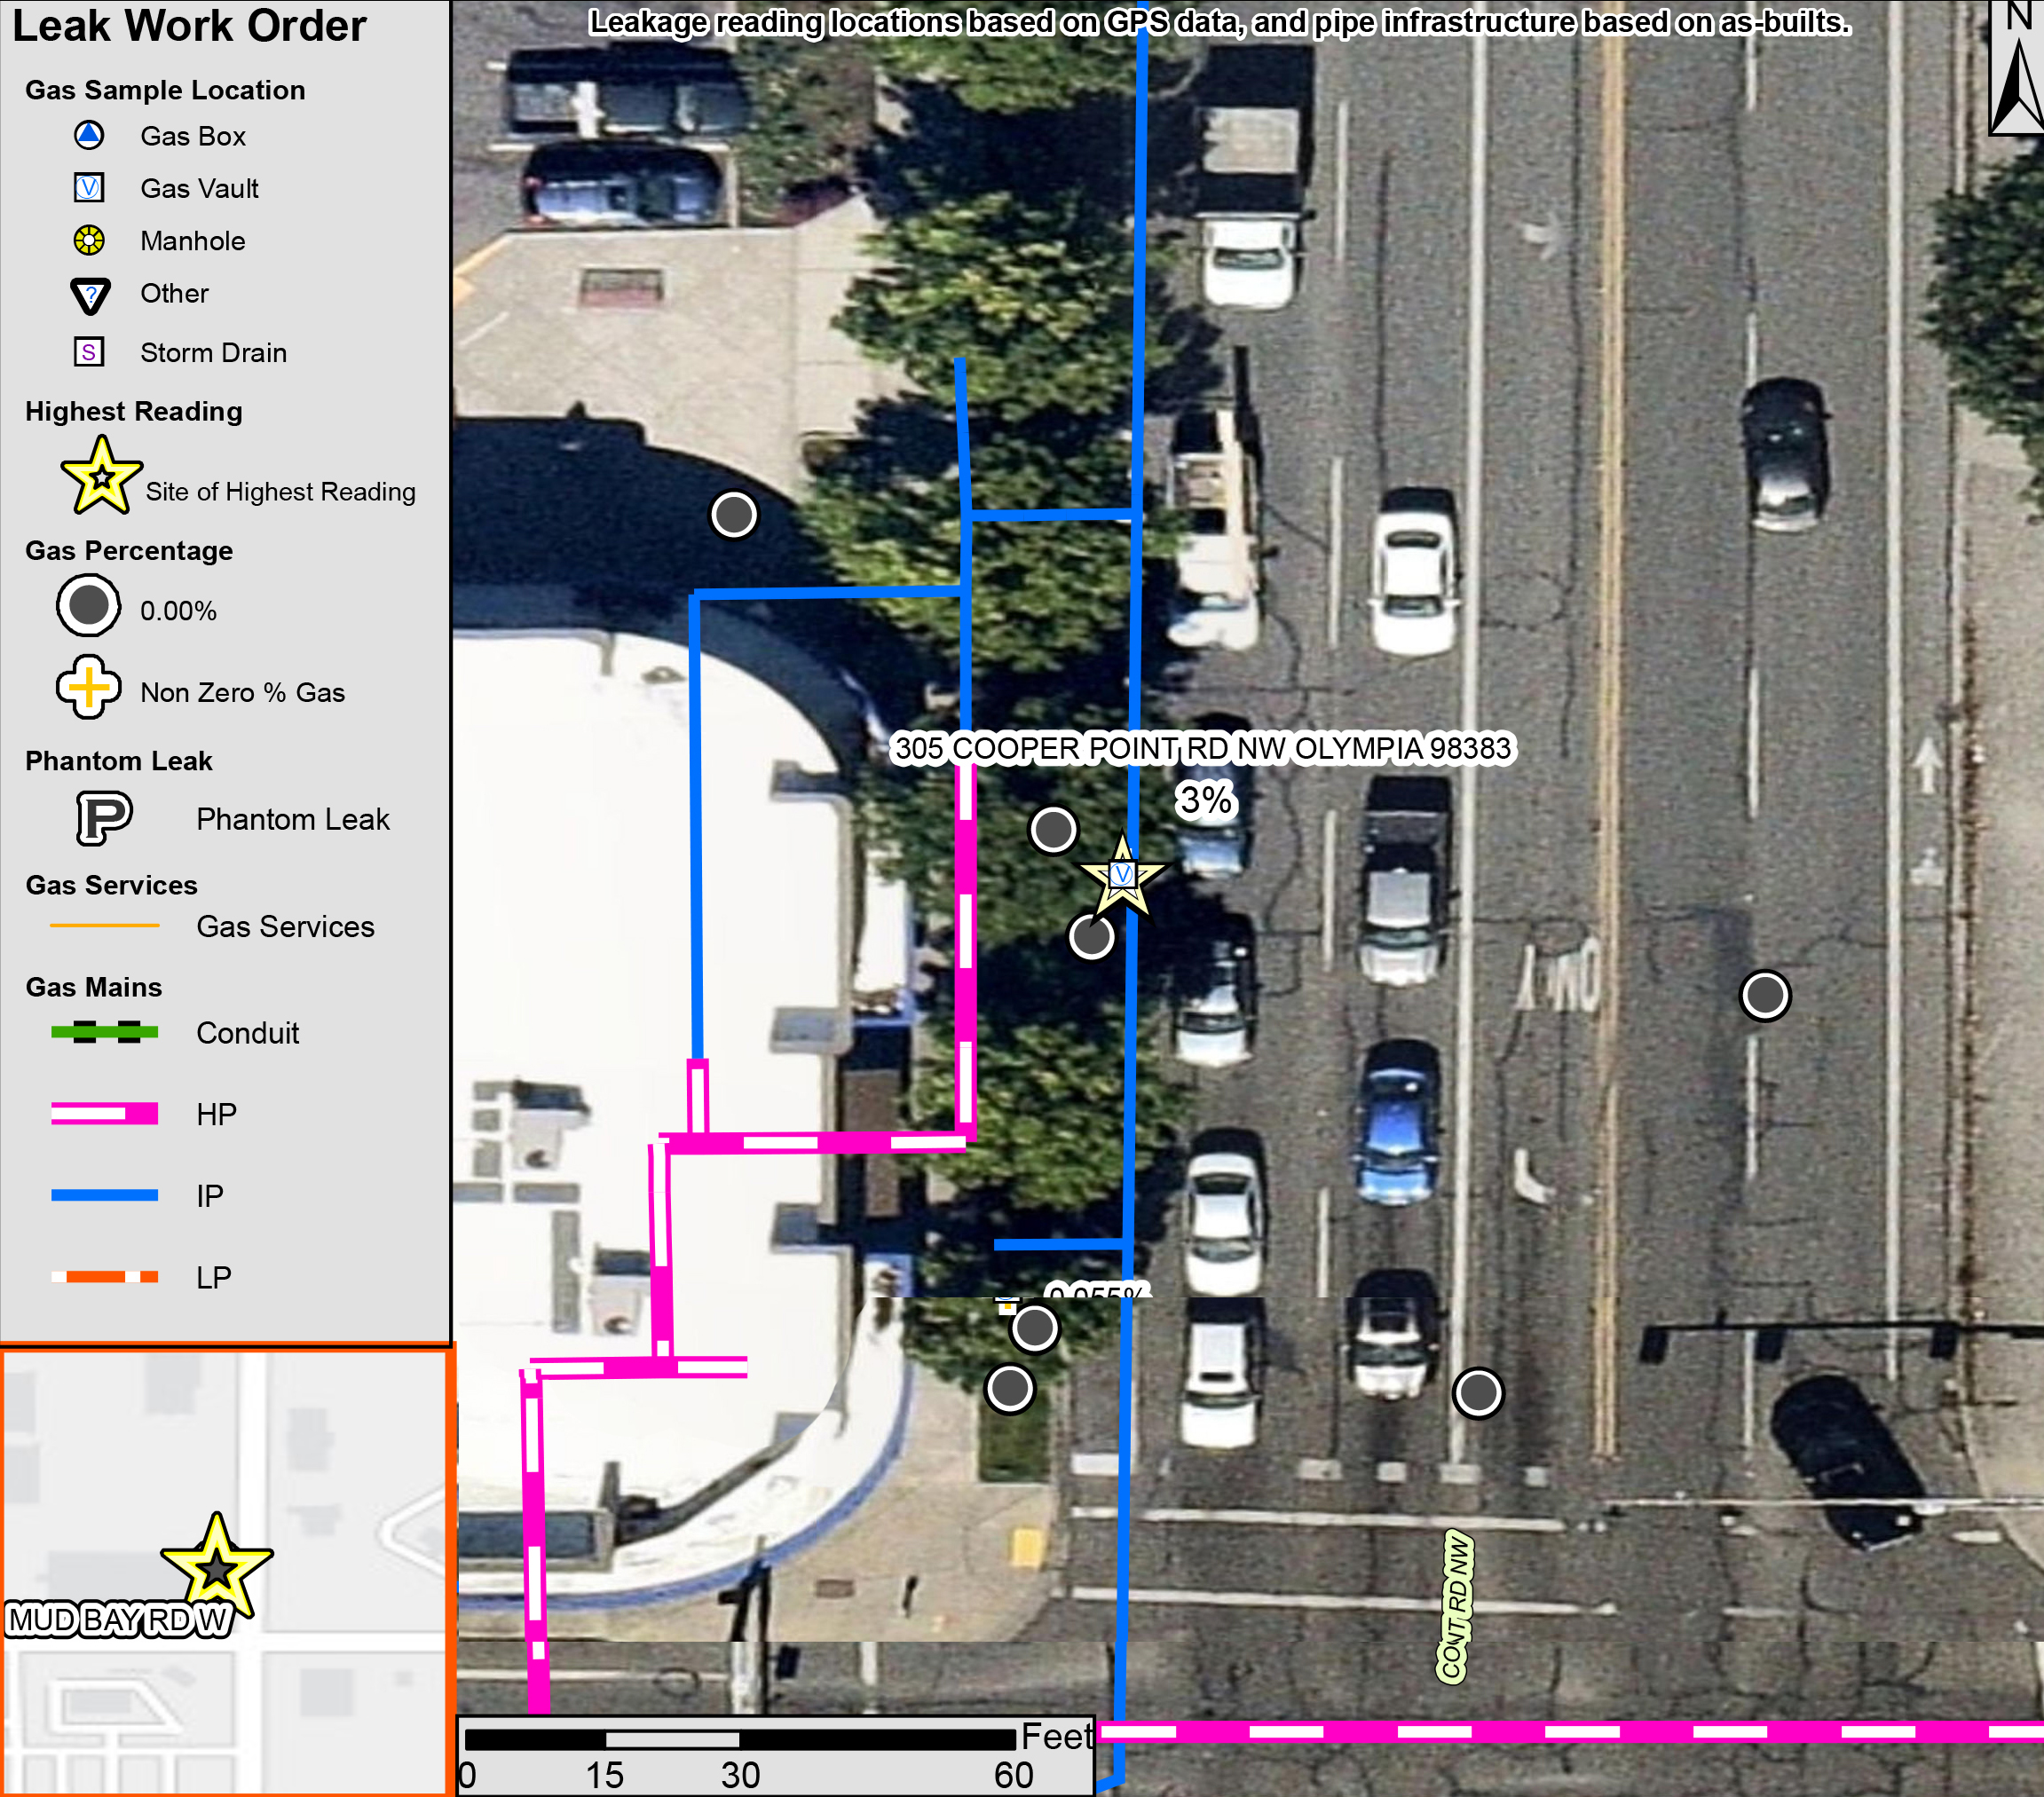 Leak Work Order
Gas Sample Location
Gas Box
V
Gas Vault
Manhole
?
Other
S
Storm Drain
Highest Reading
Site of Highest Reading
Gas Percentage
0.00%
Non Zero % Gas
Phantom Leak
P
Phantom Leak
Gas Services
Gas Services
Gas Mains
Conduit
HP
IP
LP
MUD BAY RD W
Leakage reading locations based on GPS data, and pipe infrastructure based on as-builts.
N
305 COOPER POINT RD NW OLYMPIA 98383
3%
V
ONLY
0.055%
CONT RD NW
Feet
0 15 30 60